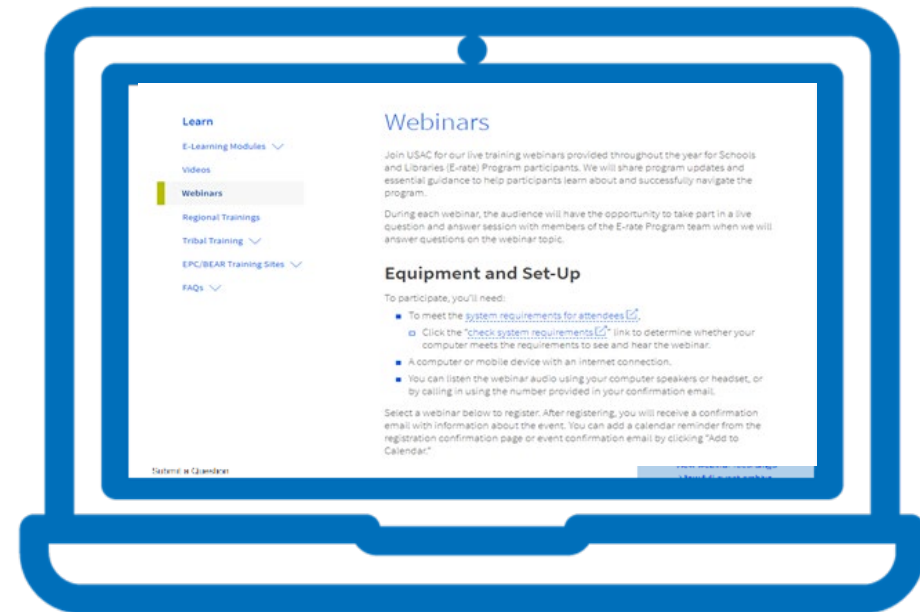 Learn
E-Learning Modules
Videos
Webinars
Regional Trainings
Tribal Training
EPC/BEAR Training Sites
FAQs
Webinars
Join USAC for our live training webinars provided throughout the year for Schools
and Libraries (E-rate) Program participants. We will share program updates and
essential guidance to help participants learn about and successfully navigate the
program.
During each webinar, the audience will have the opportunity to take part in a live
question and answer session with members of the E-rate Program team when we will
answer questions on the webinar topic.
Equipment and Set-Up
To participate, you'll need:
To meet the system requirements for attendees.
Click the "check system requirements" link to determine whether your
computer meets the requirements to see and hear the webinar.
A computer or mobile device with an internet connection.
You can listen the webinar audio using your computer speakers or headset, or
by calling in using the number provided in your confirmation email.
Select a webinar below to register. After registering, you will receive a confirmation
email with information about the event. You can add a calendar reminder from the
registration confirmation page or event confirmation email by clicking "Add to
Calendar."